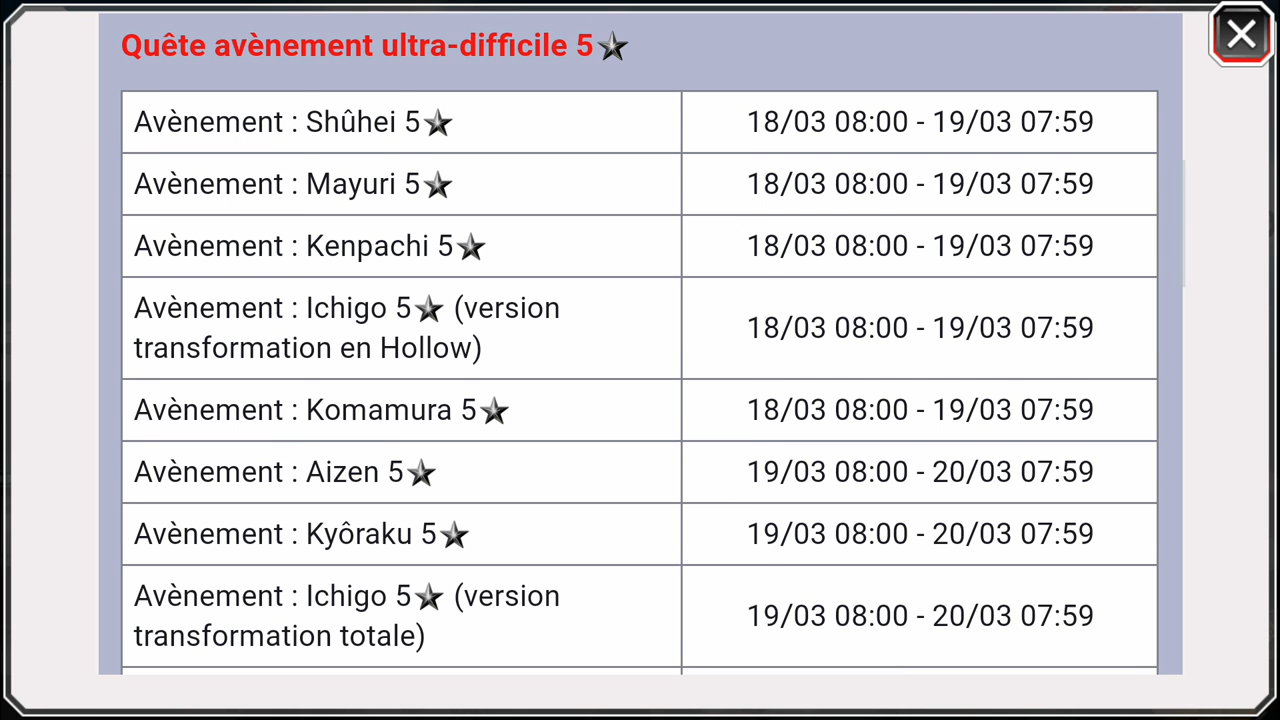 Quête avènement ultra-difficile 5★
Avènement : Shûhei 5★ 18/03 08:00 - 19/03 07:59
Avènement : Mayuri 5★ 18/03 08:00 - 19/03 07:59
Avènement : Kenpachi 5★ 18/03 08:00 - 19/03 07:59
Avènement : Ichigo 5★ (version
transformation en Hollow) 18/03 08:00 - 19/03 07:59
Avènement : Komamura 5★ 18/03 08:00 - 19/03 07:59
Avènement : Aizen 5★ 19/03 08:00 - 20/03 07:59
Avènement : Kyôraku 5★ 19/03 08:00 - 20/03 07:59
Avènement : Ichigo 5★ (version
transformation totale) 19/03 08:00 - 20/03 07:59